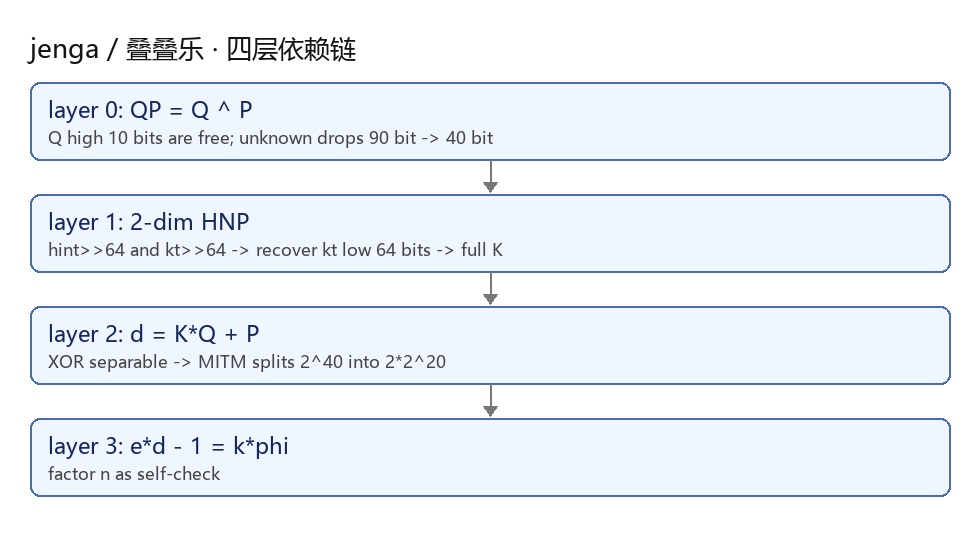 jenga / 叠叠乐 · 四层依赖链
layer 0: QP = Q ^ P
Q high 10 bits are free; unknown drops 90 bit -> 40 bit
layer 1: 2-dim HNP
hint>>64 and kt>>64 -> recover kt low 64 bits -> full K
layer 2: d = K*Q + P
XOR separable -> MITM splits 2^40 into 2*2^20
layer 3: e*d - 1 = k*phi
factor n as self-check